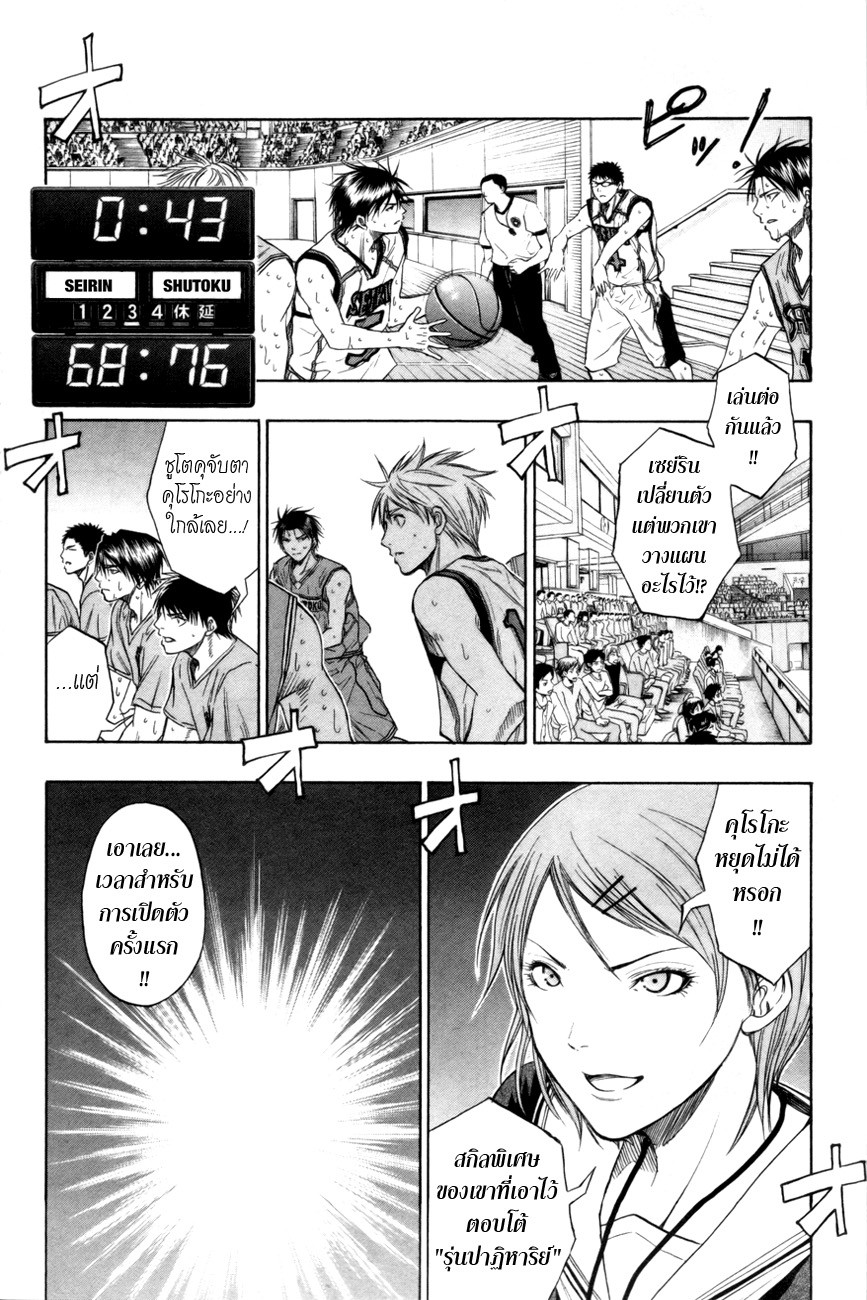 オ
ピッ!
0:43
SEIRIN SHUTOKU
1 2 3 4 休 延
68:76
SEIRI
เล่นต่อ
กันแล้ว
!!
เซย์ริน
เปลี่ยนตัว
แต่พวกเขา
วางแผน
อะไรไว้!?
オ
オ
ชูโตคุจับตา
คุโรโกะอย่าง
ใกล้เลย...!
...แต่
オ
オ
คุโรโกะ
หยุดไม่ได้
หรอก
!!
สกิลพิเศษ
ของเขาที่เอาไว้
ตอบโต้
"รุ่นปาฏิหาริย์"
オ
เอาเลย...
เวลาสำหรับ
การเปิดตัว
ครั้งแรก
!!